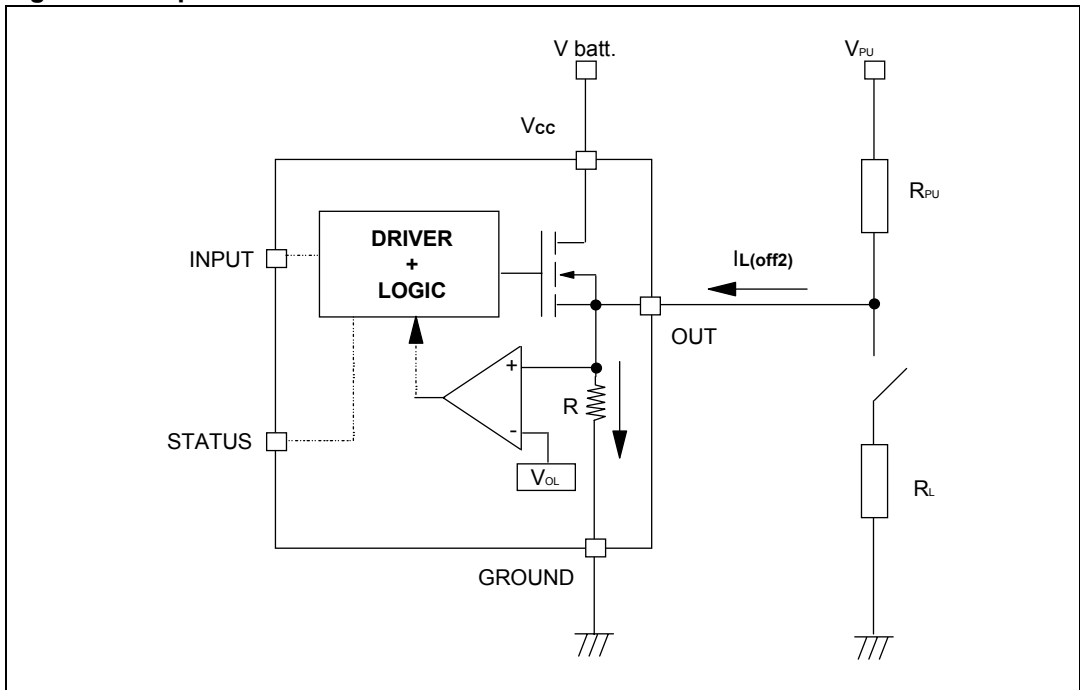 V batt.
VPU
Vcc
RPU
DRIVER
+
LOGIC
INPUT
IL(off2)
OUT
+
R
-
STATUS
VOL
RL
GROUND